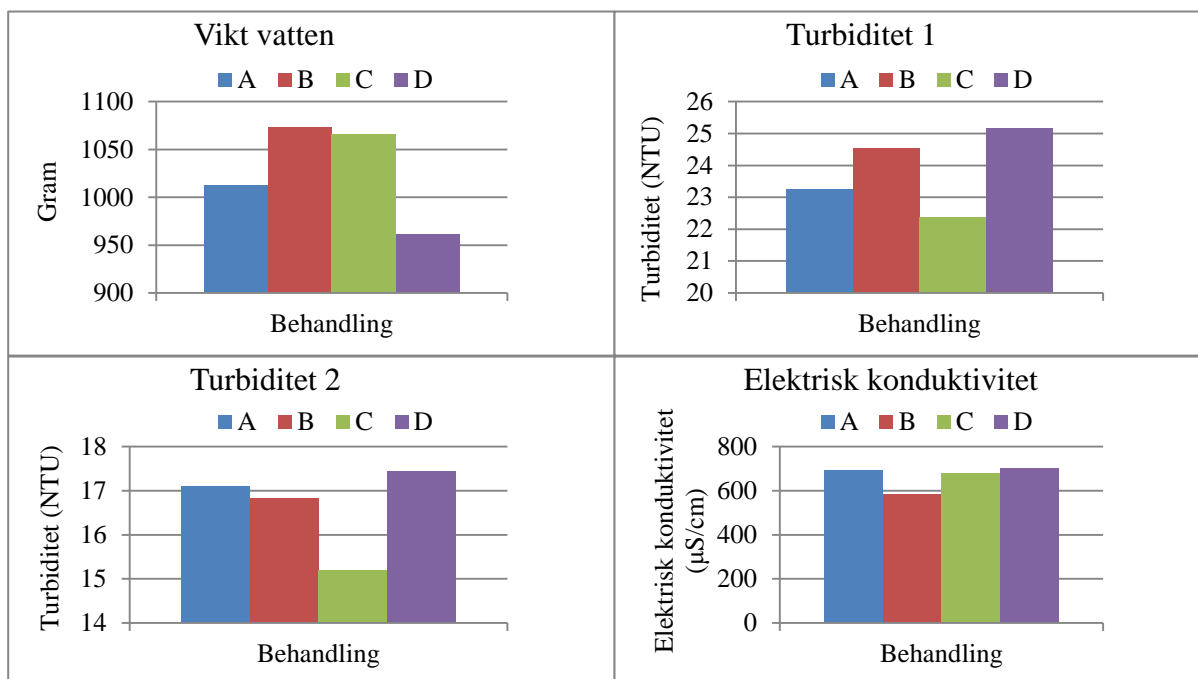 Vikt vatten
A B C D
1100
1050
1000
950
900
Gram
Behandling
Turbiditet 1
A B C D
26
25
24
23
22
21
20
Turbiditet (NTU)
Behandling
Turbiditet 2
A B C D
18
17
16
15
14
Turbiditet (NTU)
Behandling
Elektrisk konduktivitet
A B C D
800
600
400
200
0
Elektrisk konduktivitet
(µS/cm)
Behandling